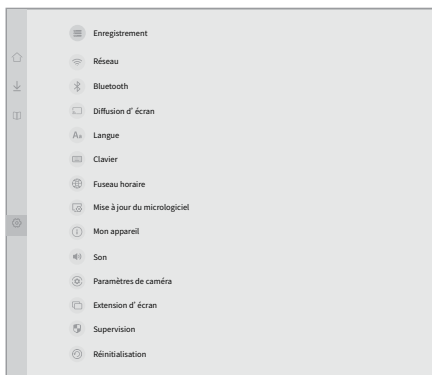 Enregistrement
Réseau
Bluetooth
Diffusion d'écran
Langue
Clavier
Fuseau horaire
Mise à jour du micrologiciel
Mon appareil
Son
Paramètres de caméra
Extension d'écran
Supervision
Réinitialisation